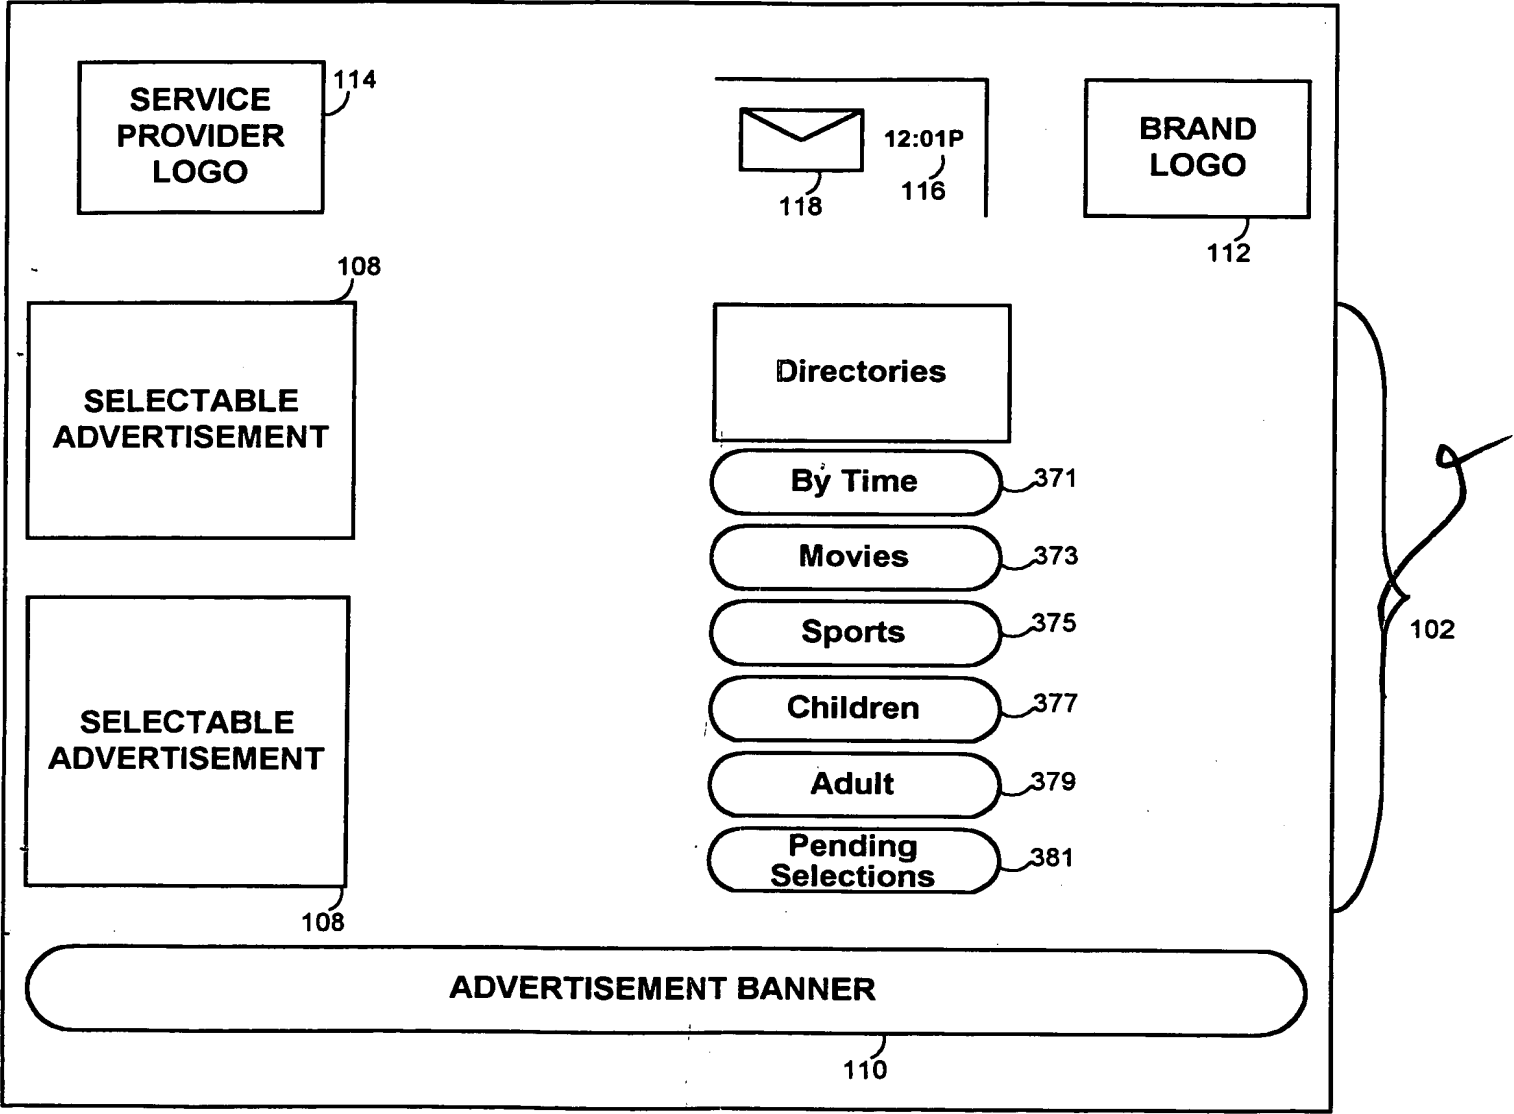 SERVICE
PROVIDER
LOGO
114
12:01P
118
116
BRAND
LOGO
112
108
SELECTABLE
ADVERTISEMENT
Directories
By Time
371
Movies
373
Sports
375
102
SELECTABLE
ADVERTISEMENT
Children
377
Adult
379
Pending
Selections
381
108
ADVERTISEMENT BANNER
110